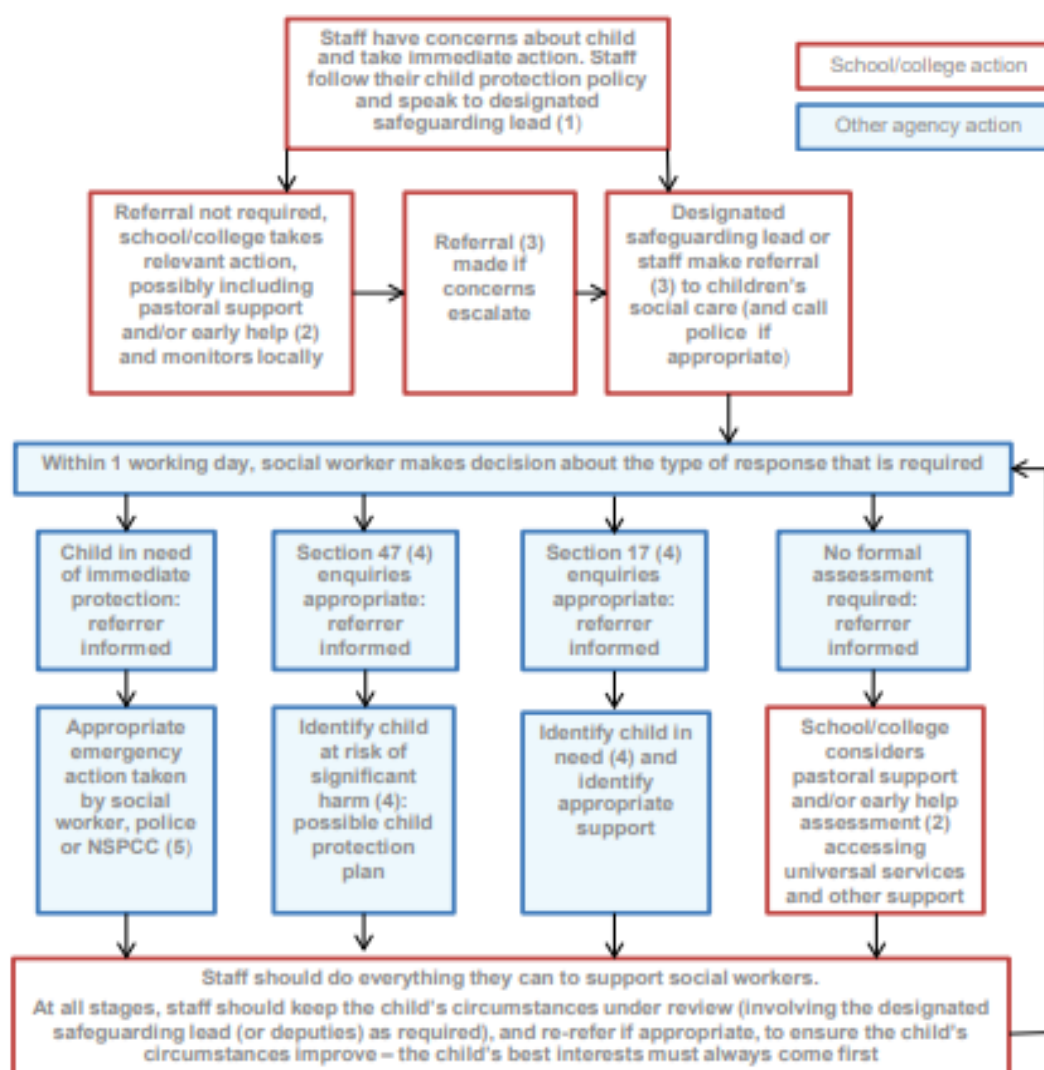 Staff have concerns about child
and take immediate action. Staff
follow their child protection policy
and speak to designated
safeguarding lead (1)
School/college action
Other agency action
Referral not required,
school/college takes
relevant action,
possibly including
pastoral support
and/or early help (2)
and monitors locally
Referral (3)
made if
concerns
escalate
Designated
safeguarding lead or
staff make referral
(3) to children's
social care (and call
police if
appropriate)
Within 1 working day, social worker makes decision about the type of response that is required
Child in need
of immediate
protection:
referrer
informed
Section 47 (4)
enquiries
appropriate:
referrer
informed
Section 17 (4)
enquiries
appropriate:
referrer
informed
No formal
assessment
required:
referrer
informed
Appropriate
emergency
action taken
by social
worker, police
or NSPCC (5)
Identify child
at risk of
significant
harm (4):
possible child
protection
plan
Identify child in
need (4) and
identify
appropriate
support
School/college
considers
pastoral support
and/or early help
assessment (2)
accessing
universal services
and other support
Staff should do everything they can to support social workers.
At all stages, staff should keep the child's circumstances under review (involving the designated
safeguarding lead (or deputies) as required), and re-refer if appropriate, to ensure the child's
circumstances improve – the child's best interests must always come first